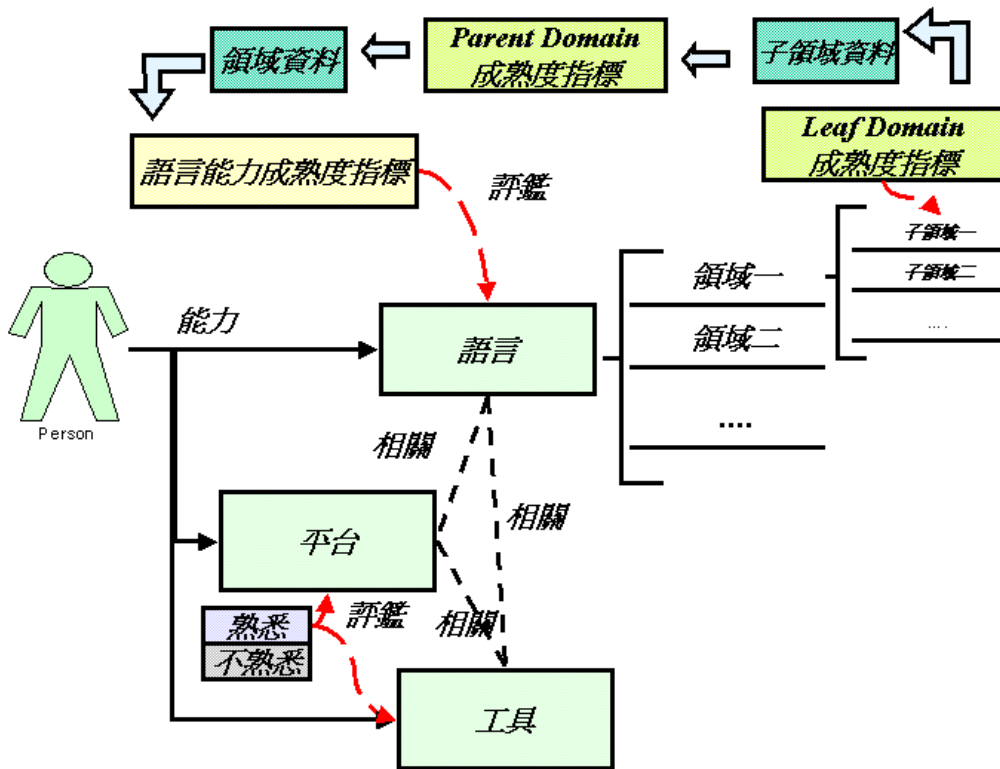 領域資料
Parent Domain
成熟度指標
子領域資料
Leaf Domain
成熟度指標
語言能力成熟度指標
評鑑
子領域一
子領域二
....
領域一
領域二
....
能力
語言
Person
相關
相關
平台
評鑑
相關
熟悉
不熟悉
工具